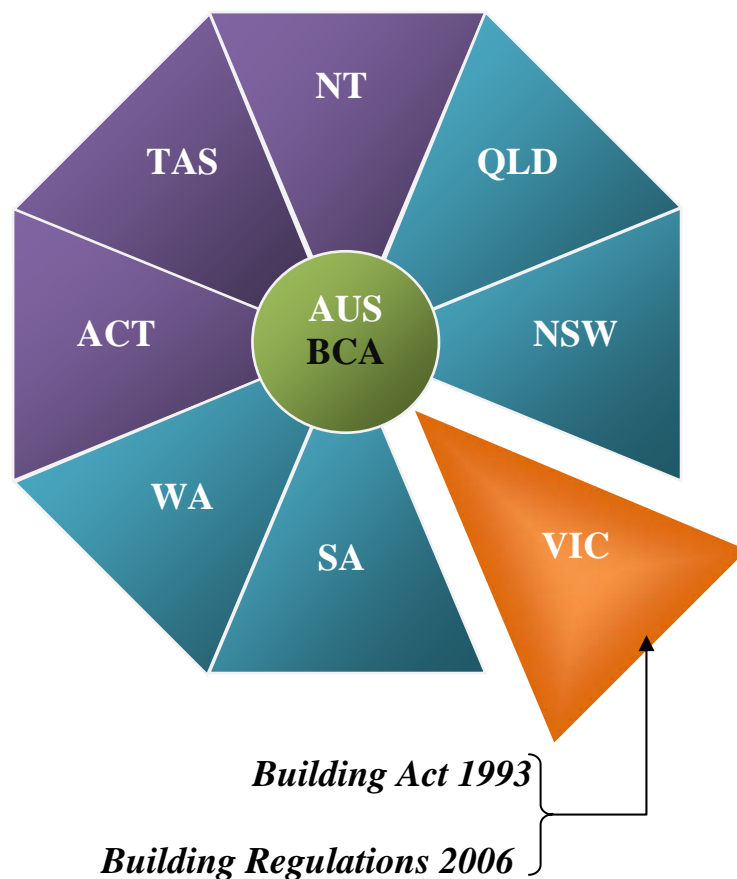 NT
TAS
QLD
AUS
BCA
ACT
NSW
WA
SA
VIC
Building Act 1993
Building Regulations 2006